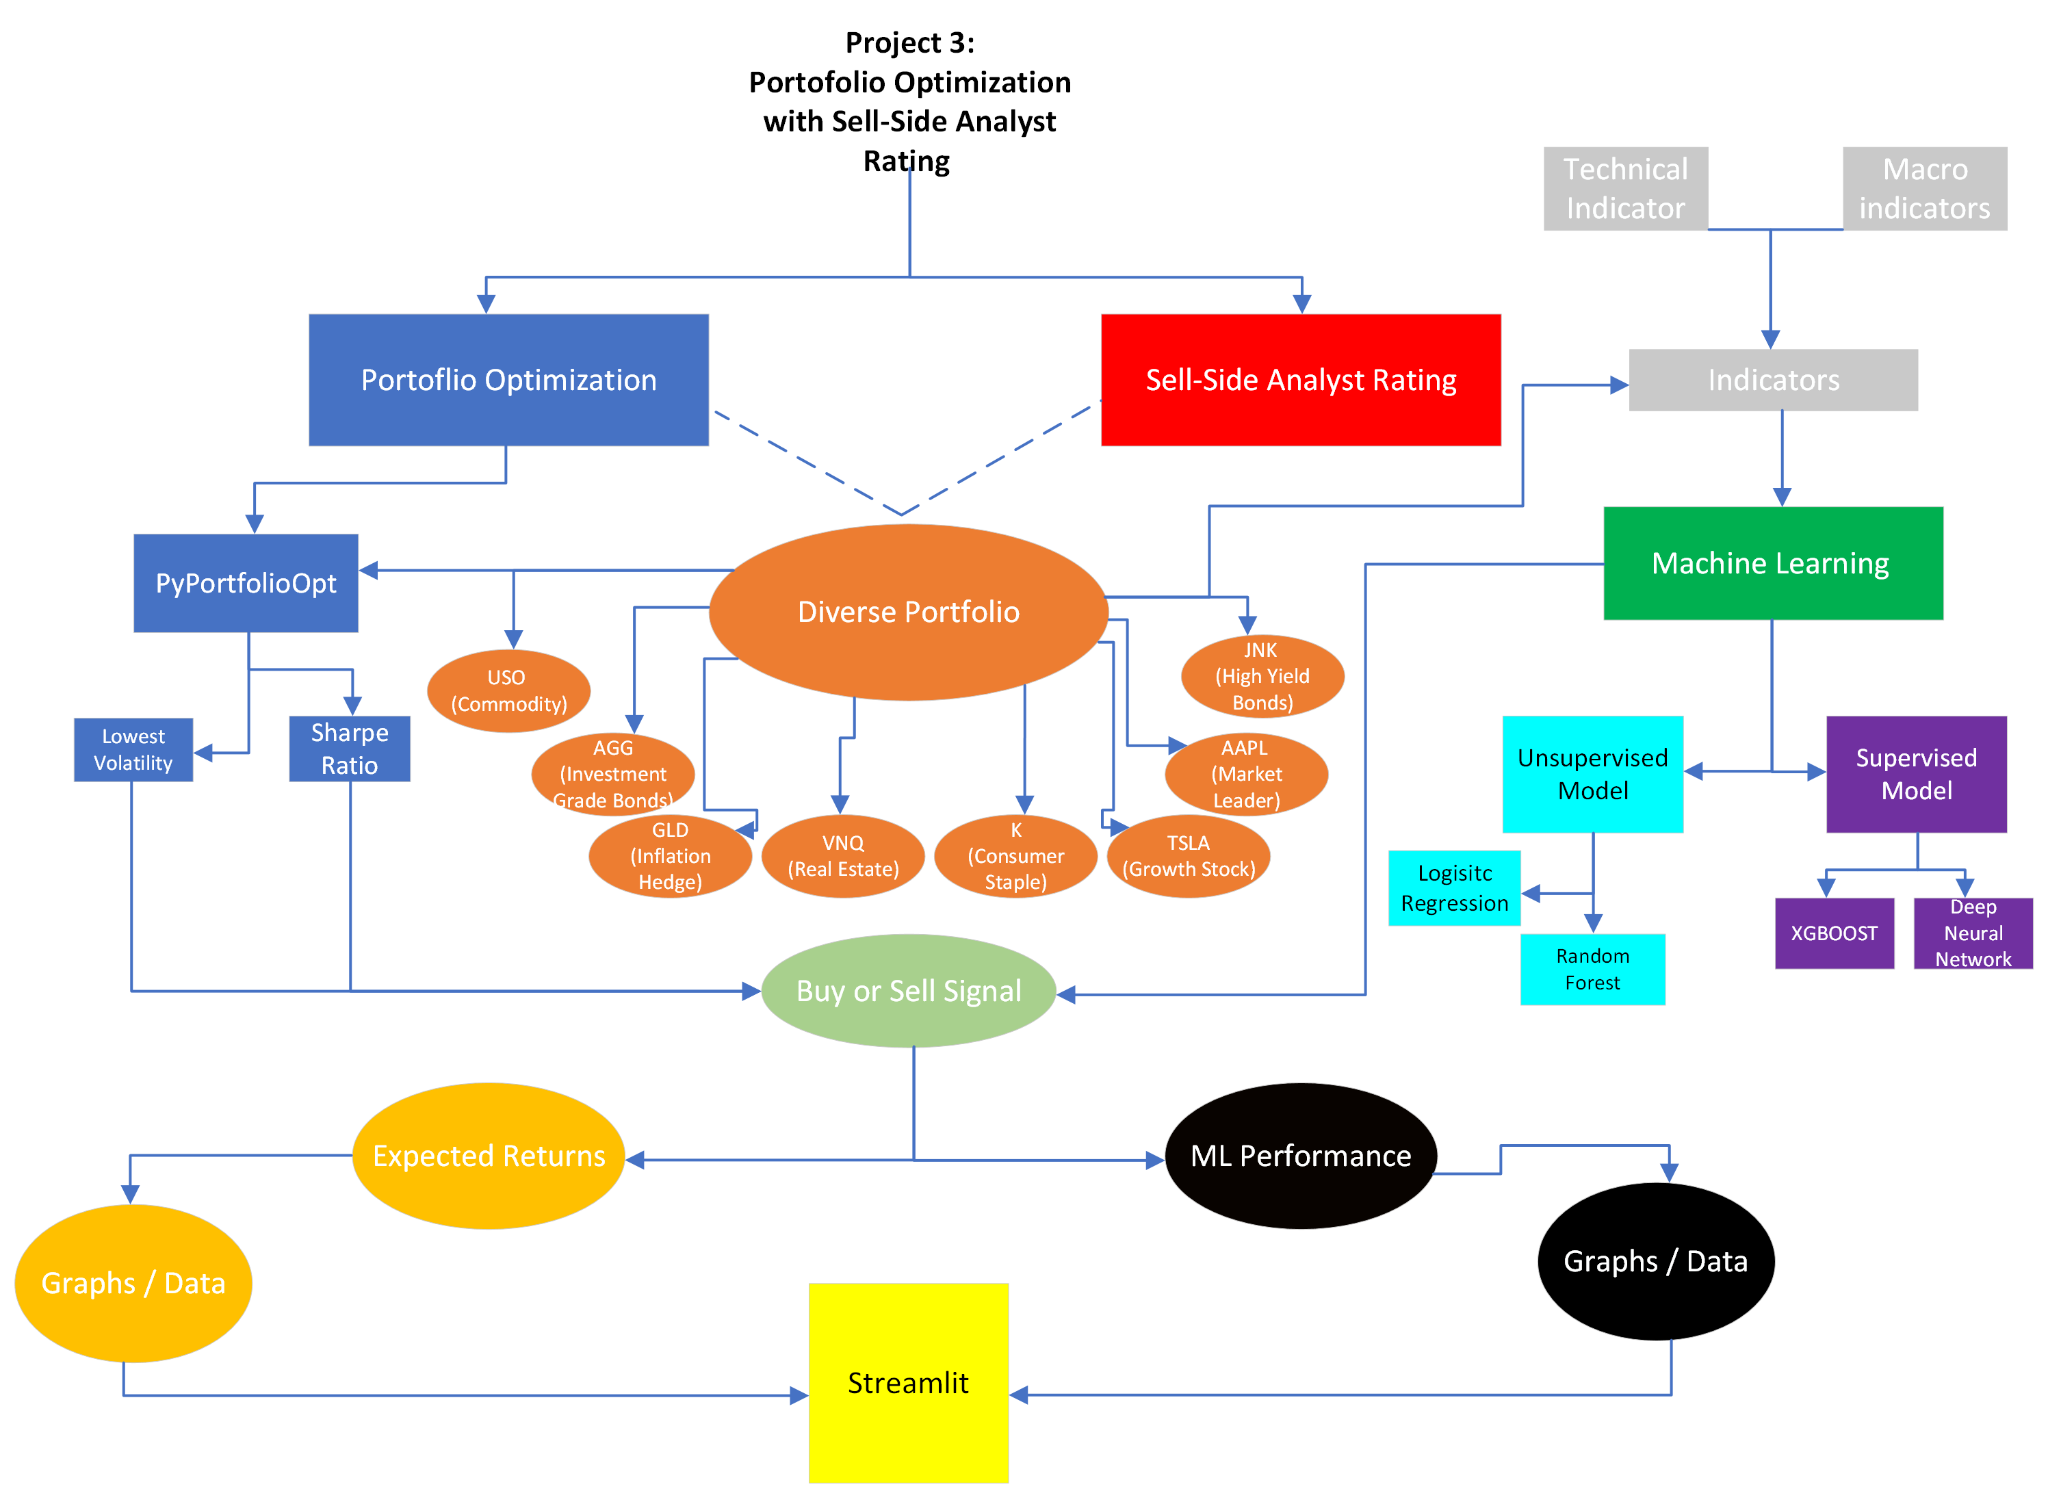 Project 3:
Portofolio Optimization
with Sell-Side Analyst
Rating
Technical
Indicator
Macro
indicators
Portoflio Optimization
Sell-Side Analyst Rating
Indicators
PyPortfolioOpt
Diverse Portfolio
Machine Learning
USO
(Commodity)
JNK
(High Yield
Bonds)
Lowest
Volatility
Sharpe
Ratio
AGG
(Investment
Grade Bonds)
AAPL
(Market
Leader)
Unsupervised
Model
Supervised
Model
GLD
(Inflation
Hedge)
VNQ
(Real Estate)
K
(Consumer
Staple)
TSLA
(Growth Stock)
Logisitc
Regression
Random
Forest
XGBOOST
Deep
Neural
Network
Buy or Sell Signal
Expected Returns
ML Performance
Graphs / Data
Graphs / Data
Streamlit